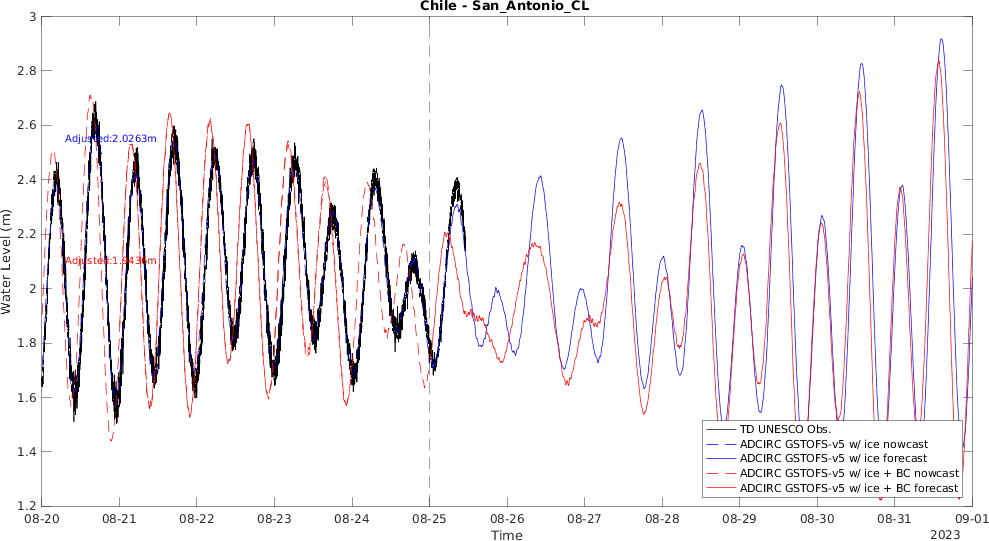 Chile - San_Antonio_CL
Water Level (m)
3
2.8
2.6
2.4
2.2
2
1.8
1.6
1.4
1.2
Adjusted:2.0263m
TD UNESCO Obs.
ADCIRC GSTOFS-v5 w/ ice nowcast
ADCIRC GSTOFS-v5 w/ ice forecast
ADCIRC GSTOFS-v5 w/ ice + BC nowcast
ADCIRC GSTOFS-v5 w/ ice + BC forecast
08-20 08-21 08-22 08-23 08-24 08-25 08-26 08-27 08-28 08-29 08-30 08-31 09-01
Time
2023